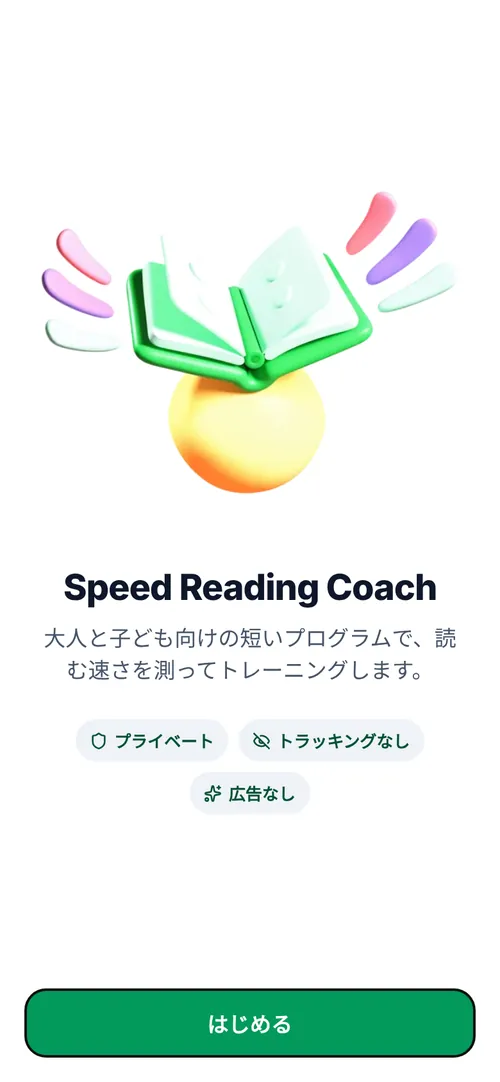 Speed Reading Coach
大人と子ども向けの短いプログラムで、読
む速さを測ってトレーニングします。
プライベート
トラッキングなし
広告なし
はじめる